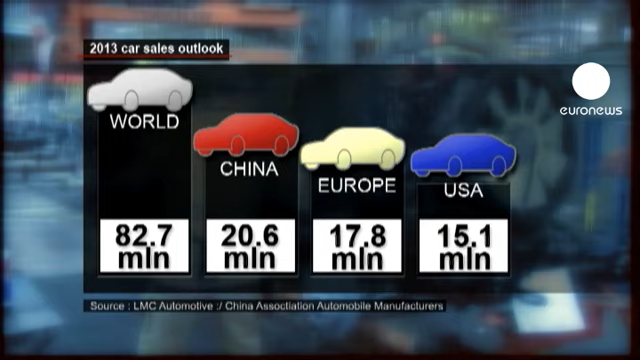 2013 car sales outlook
euronews
WORLD
CHINA
EUROPE
USA
82.7
mln
20.6
mln
17.8
mln
15.1
mln
Source : LMC Automotive :/ China Assoctiation Automobile Manufacturers